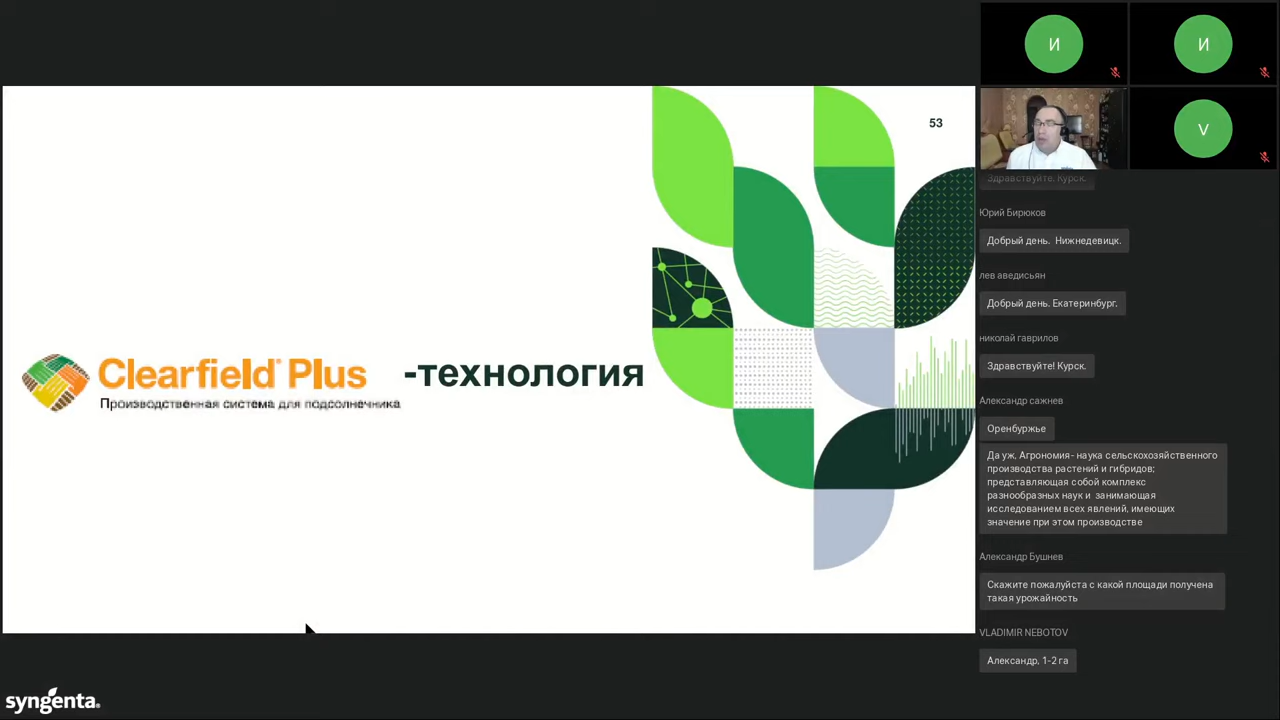 53
Clearfield® Plus -технология
Производственная система для подсолнечника
syngenta.
И
И
V
Здравствуйте. Курск.
Юрий Бирюков
Добрый день. Нижнедевицк.
лев аведисьян
Добрый день. Екатеринбург.
николай гаврилов
Здравствуйте! Курск.
Александр сажнев
Оренбуржье
Да уж, Агрономия- наука сельскохозяйственного
производства растений и гибридов;
представляющая собой комплекс
разнообразных наук и занимающая
исследованием всех явлений, имеющих
значение при этом производстве
Александр Бушнев
Скажите пожалуйста с какой площади получена
такая урожайность
VLADIMIR NEBOTOV
Александр, 1-2 га